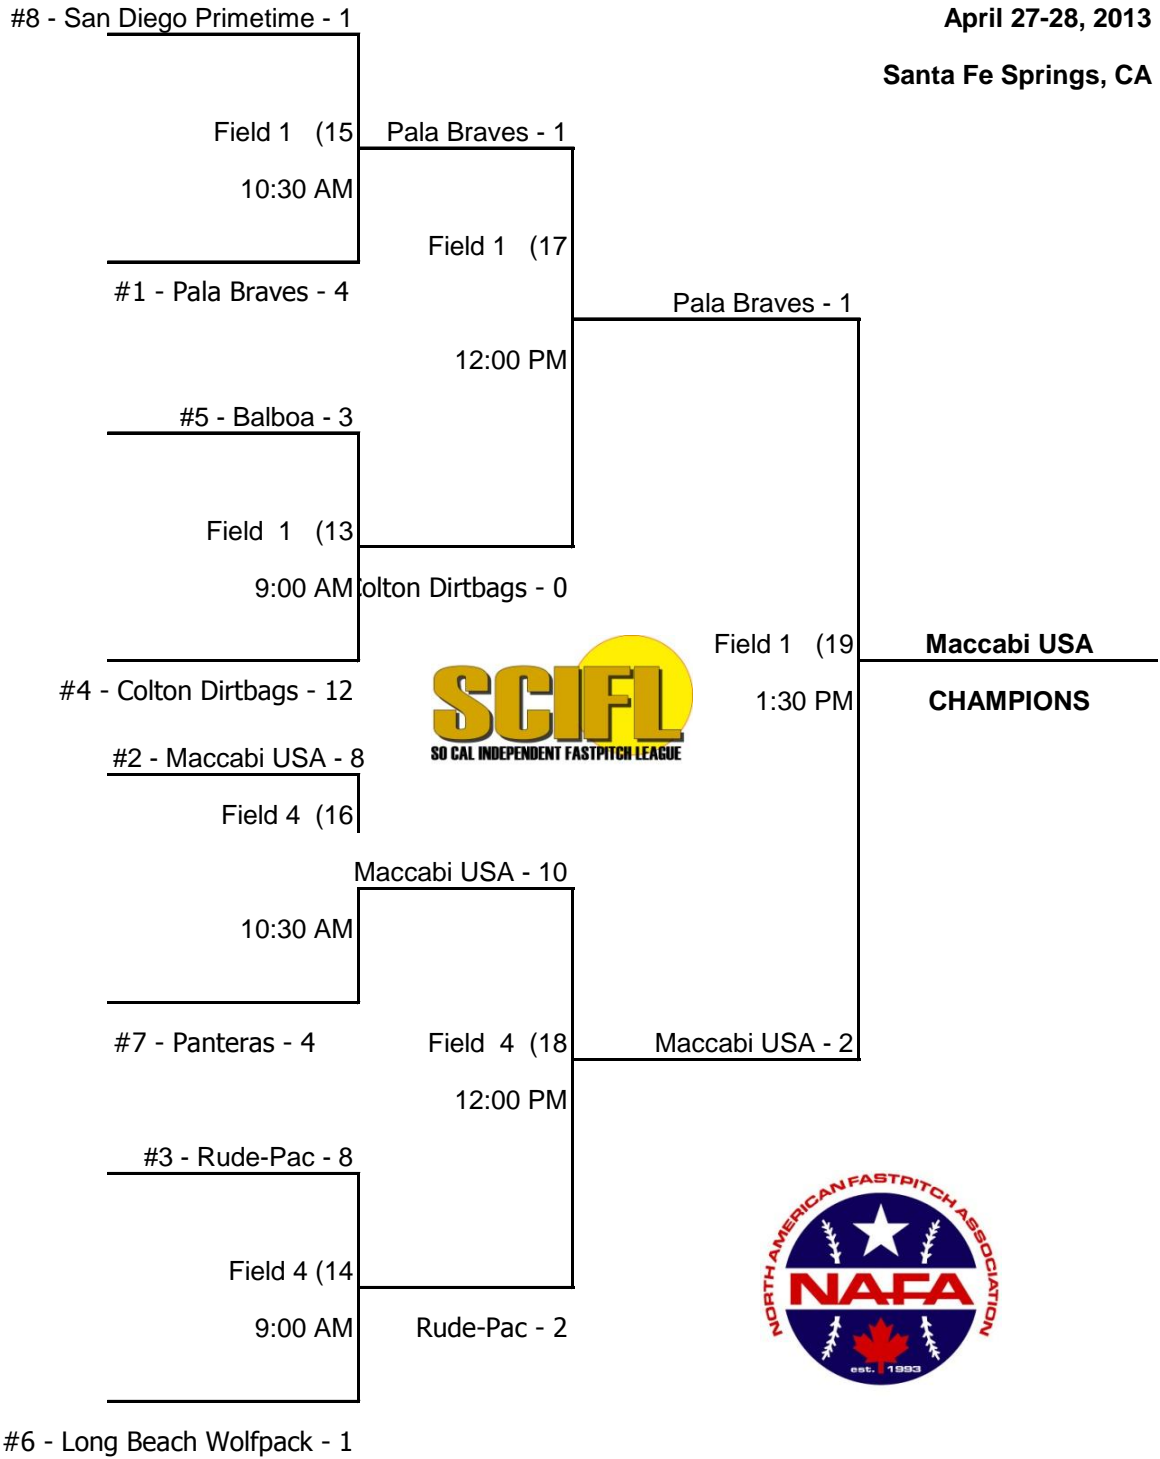 #8 - San Diego Primetime - 1
April 27-28, 2013
Santa Fe Springs, CA
Field 1 (15
Pala Braves - 1
10:30 AM
Field 1 (17
#1 - Pala Braves - 4
Pala Braves - 1
12:00 PM
#5 - Balboa - 3
Field 1 (13
9:00 AM
olton Dirtbags - 0
Field 1 (19
Maccabi USA
#4 - Colton Dirtbags - 12
SCIFL
SO CAL INDEPENDENT FASTPITCH LEAGUE
1:30 PM
CHAMPIONS
#2 - Maccabi USA - 8
Field 4 (16
Maccabi USA - 10
10:30 AM
#7 - Panteras - 4
Field 4 (18
Maccabi USA - 2
12:00 PM
#3 - Rude-Pac - 8
Field 4 (14
9:00 AM
Rude-Pac - 2
NORTH AMERICAN FASTPITCH ASSOCIATION
NAFA
est. 1993
#6 - Long Beach Wolfpack - 1